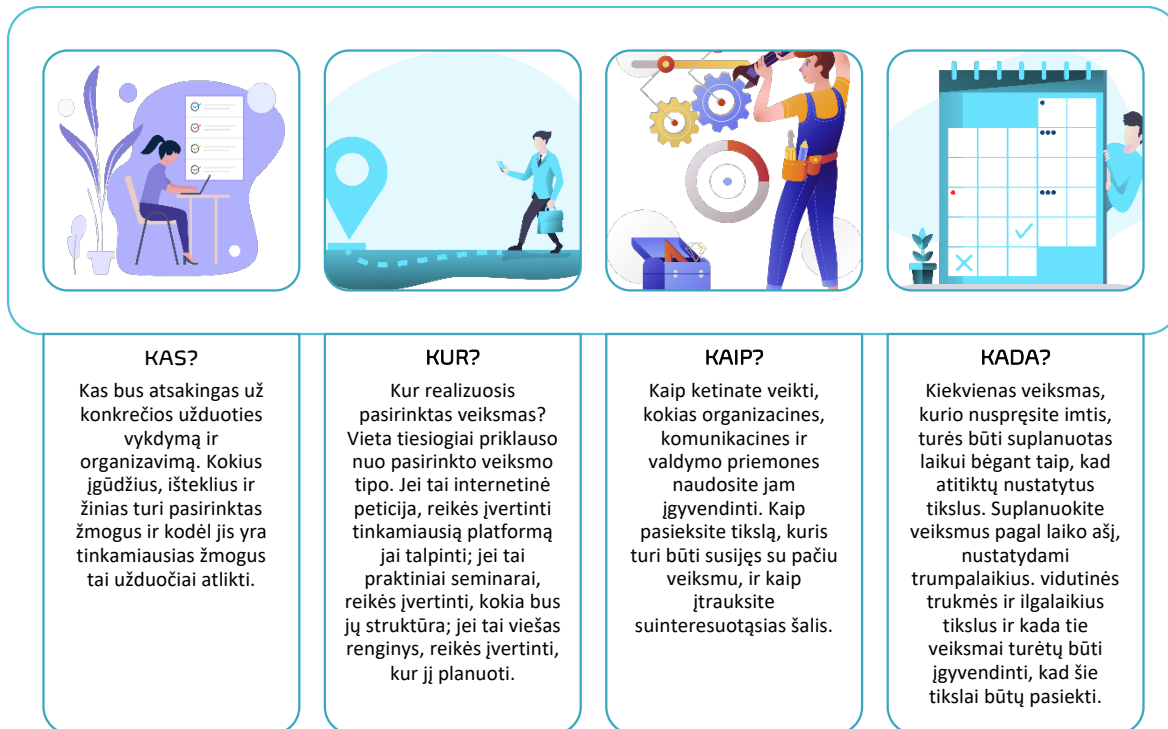 KAS?
Kas bus atsakingas už
konkrečios užduoties
vykdymą ir
organizavimą. Kokius
įgūdžius, išteklius ir
žinias turi pasirinktas
žmogus ir kodėl jis yra
tinkamiausias žmogus
tai užduočiai atlikti.
KUR?
Kur realizuosis
pasirinktas veiksmas?
Vieta tiesiogiai priklauso
nuo pasirinkto veiksmo
tipo. Jei tai internetinė
peticija, reikės įvertinti
tinkamiausią platformą
jai talpinti; jei tai
praktiniai seminarai,
reikės įvertinti, kokia bus
jų struktūra; jei tai viešas
renginys, reikės įvertinti,
kur jį planuoti.
KAIP?
Kaip ketinate veikti,
kokias organizacines,
komunikacines ir
valdymo priemones
naudosite jam
įgyvendinti. Kaip
pasieksite tikslą, kuris
turi būti susijęs su pačiu
veiksmu, ir kaip
įtrauksite
suinteresuotąsias šalis.
KADA?
Kiekvienas veiksmas,
kurio nuspręsite imtis,
turės būti suplanuotas
laikui bėgant taip, kad
atitiktų nustatytus
tikslus. Suplanuokite
veiksmus pagal laiko ašį,
nustatydami
trumpalaikius. vidutinės
trukmės ir ilgalaikius
tikslus ir kada tie
veiksmai turėtų būti
įgyvendinti, kad šie
tikslai būtų pasiekti.